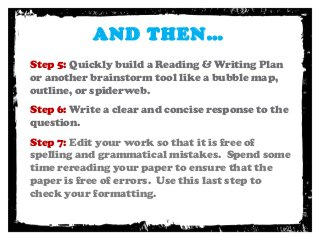 AND THEN…
Step 5: Quickly build a Reading & Writing Plan
or another brainstorm tool like a bubble map,
outline, or spiderweb.
Step 6: Write a clear and concise response to the
question.
Step 7: Edit your work so that it is free of
spelling and grammatical mistakes.  Spend some
time rereading your paper to ensure that the
paper is free of errors.  Use this last step to
check your formatting.